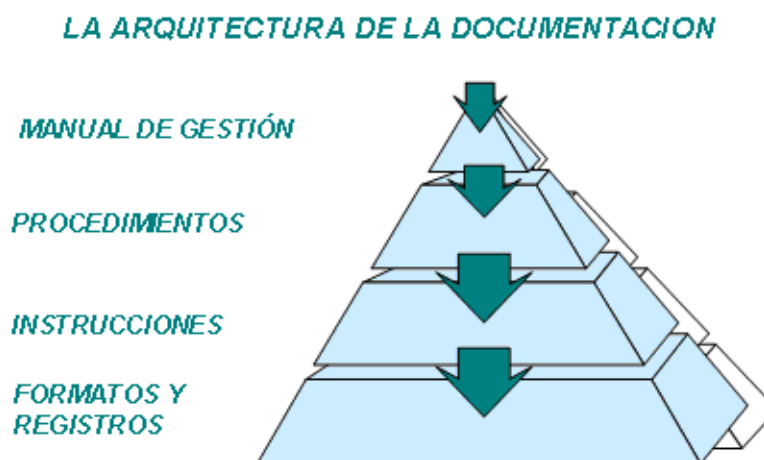 LA ARQUITECTURA DE LA DOCUMENTACION
MANUAL DE GESTIÓN
PROCEDIMIENTOS
INSTRUCCIONES
FORMATOS Y
REGISTROS